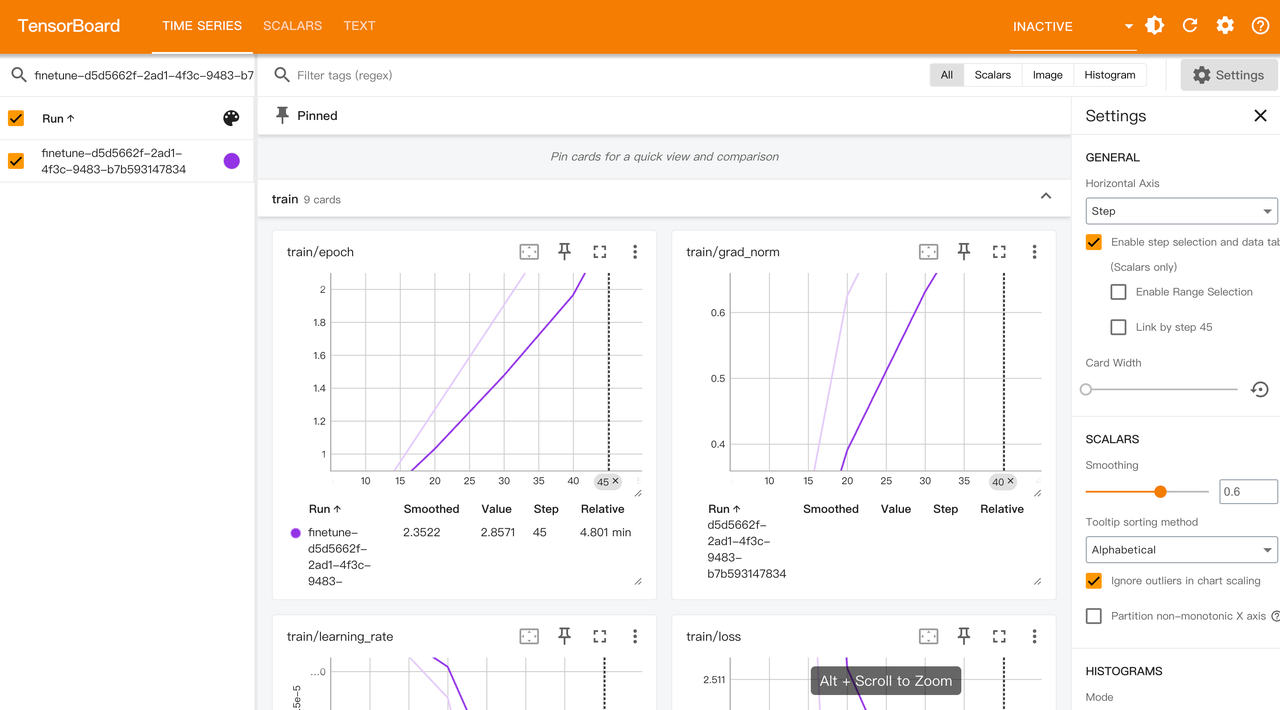 TensorBoard
TIME SERIES
SCALARS
TEXT
INACTIVE
finetune-d5d5662f-2ad1-4f3c-9483-b7
Filter tags (regex)
All
Scalars
Image
Histogram
Settings
Run ↑
finetune-d5d5662f-2ad1-
4f3c-9483-b7b593147834
Pinned
Pin cards for a quick view and comparison
train 9 cards
train/epoch
2
1.8
1.6
1.4
1.2
1
10 15 20 25 30 35 40 45 ×
Run ↑ Smoothed Value Step Relative
finetune- 2.3522 2.8571 45 4.801 min
d5d5662f-
2ad1-4f3c-
9483-
train/grad_norm
0.6
0.5
0.4
10 15 20 25 30 35 40 ×
Run ↑ Smoothed Value Step Relative
d5d5662f-
2ad1-4f3c-
9483-
b7b593147834
train/learning_rate
...0
.5e-5
train/loss
2.511
Alt + Scroll to Zoom
Settings
GENERAL
Horizontal Axis
Step
Enable step selection and data tab
(Scalars only)
Enable Range Selection
Link by step 45
Card Width
SCALARS
Smoothing
0.6
Tooltip sorting method
Alphabetical
Ignore outliers in chart scaling
Partition non-monotonic X axis
HISTOGRAMS
Mode